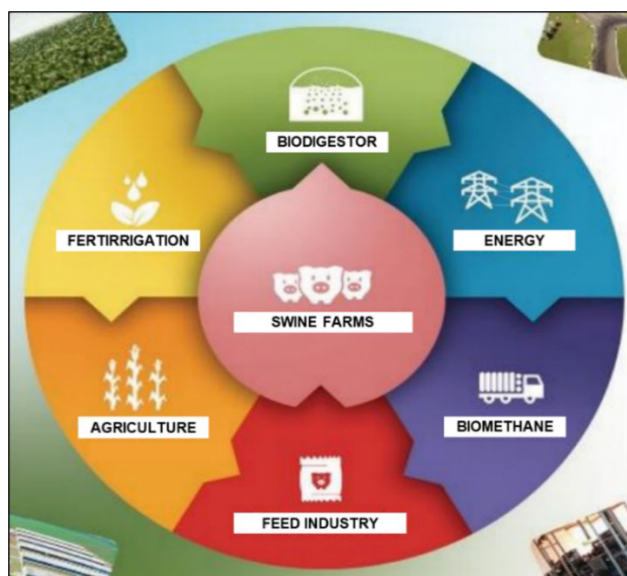 BIODIGESTOR
FERTIRRIGATION
ENERGY
SWINE FARMS
AGRICULTURE
BIOMETHANE
FEED INDUSTRY